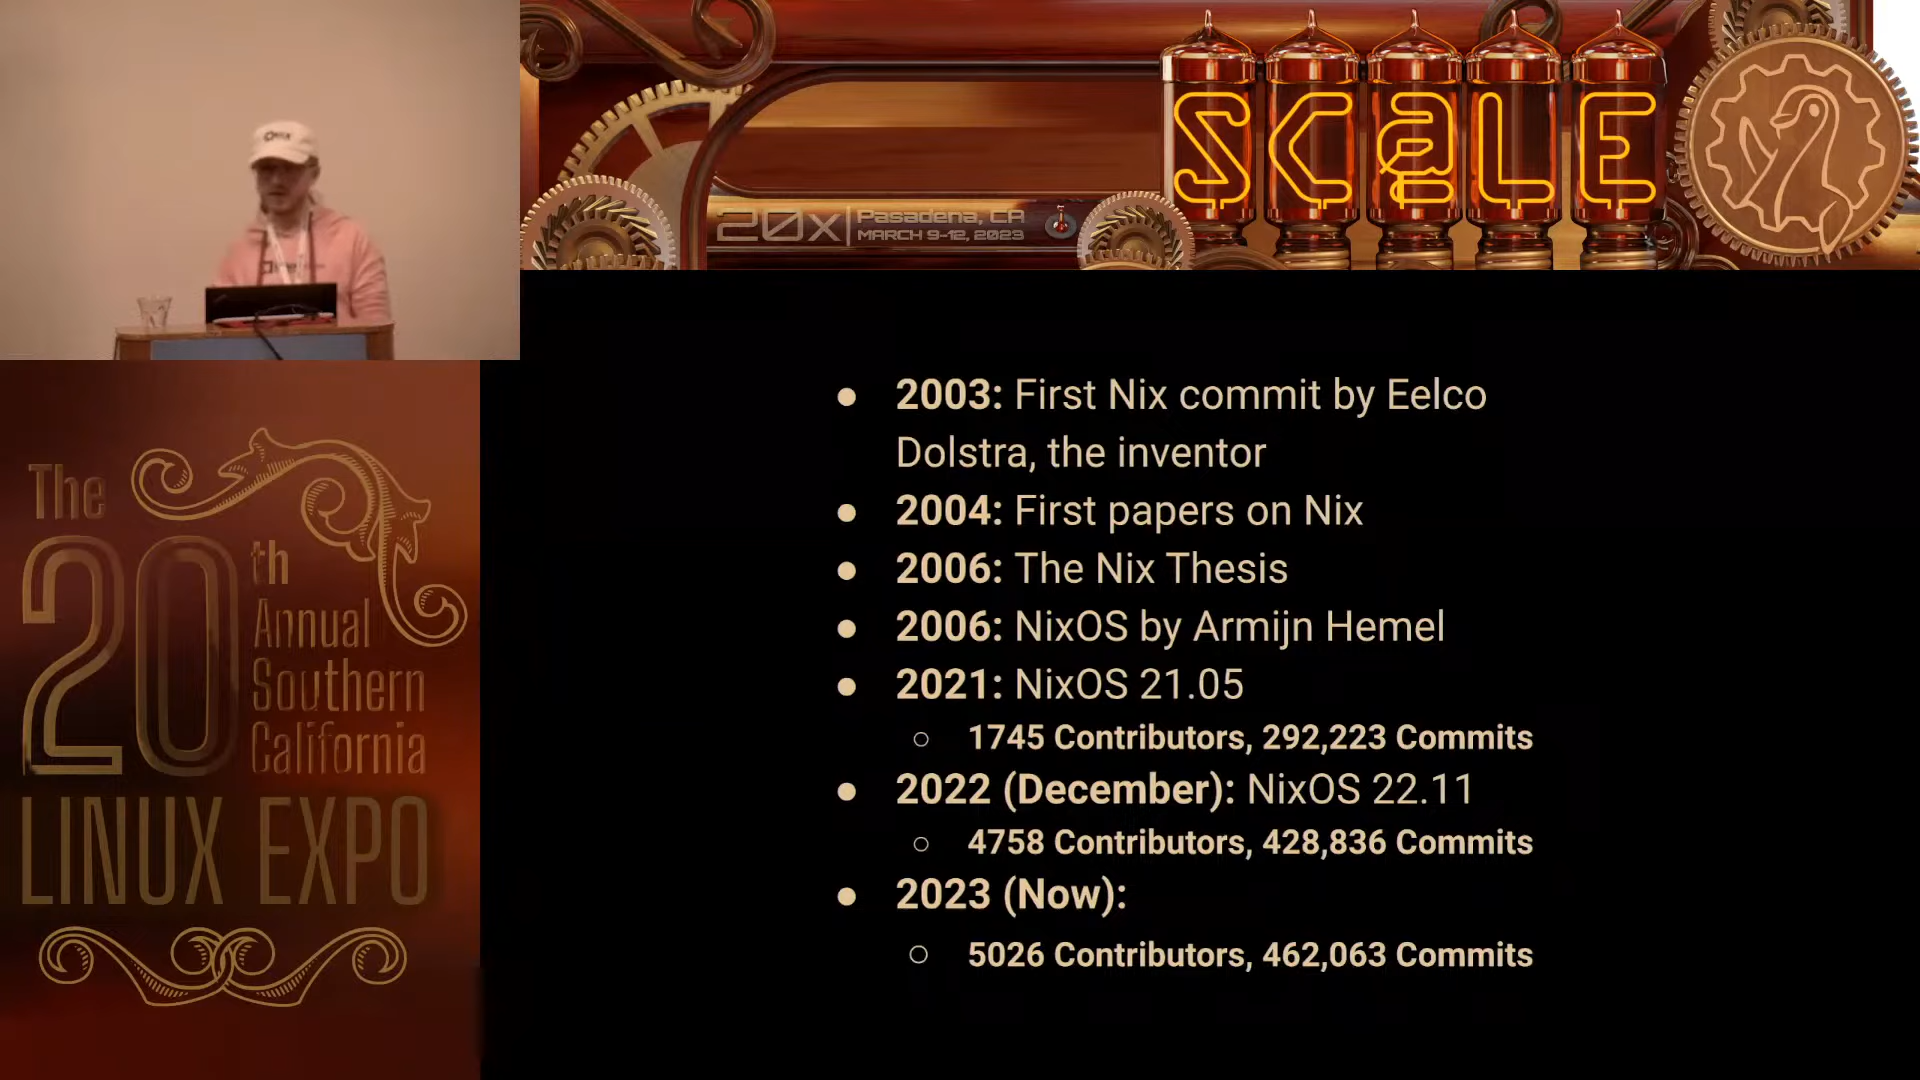 SC@LE
20X
Pasadena, CA
MARCH 9-12, 2023
● 2003: First Nix commit by Eelco
Dolstra, the inventor
● 2004: First papers on Nix
● 2006: The Nix Thesis
● 2006: NixOS by Armijn Hemel
● 2021: NixOS 21.05
○ 1745 Contributors, 292,223 Commits
● 2022 (December): NixOS 22.11
○ 4758 Contributors, 428,836 Commits
● 2023 (Now):
○ 5026 Contributors, 462,063 Commits
The
20th
Annual
Southern
California
LINUX EXPO